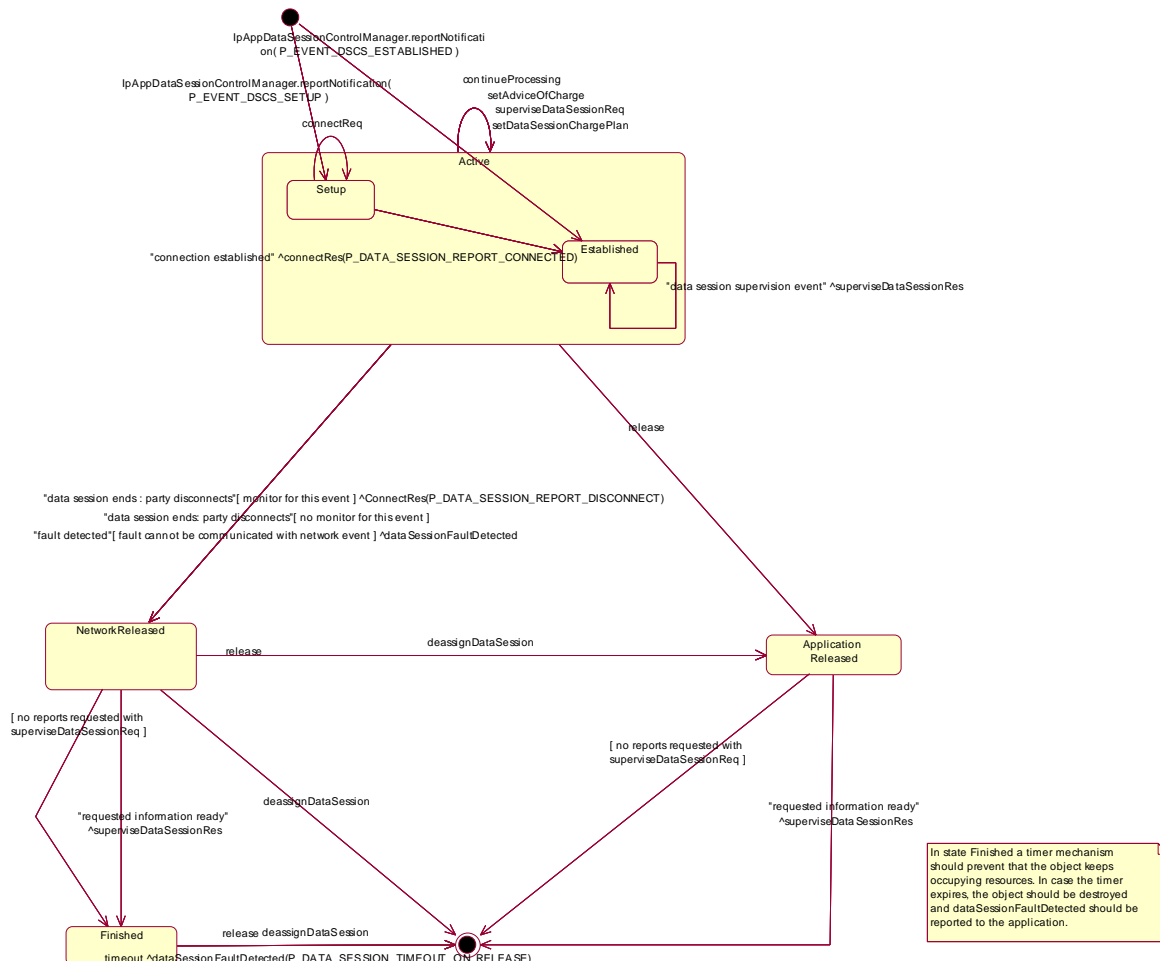 IpAppDataSessionControlManager.reportNotificati
on( P_EVENT_DSCS_ESTABLISHED )
IpAppDataSessionControlManager.reportNotification(
P_EVENT_DSCS_SETUP )
continueProcessing
setAdviceOfCharge
superviseDataSessionReq
setDataSessionChargePlan
connectReq
Active
Setup
Established
"connection established" ^connectRes(P_DATA_SESSION_REPORT_CONNECTED)
"data session supervision event" ^superviseDataSessionRes
release
"data session ends : party disconnects"[ monitor for this event ] ^ConnectRes(P_DATA_SESSION_REPORT_DISCONNECT)
"data session ends: party disconnects"[ no monitor for this event ]
"fault detected"[ fault cannot be communicated with network event ] ^dataSessionFaultDetected
NetworkReleased
release
deassignDataSession
Application
Released
[ no reports requested with
superviseDataSessionReq ]
[ no reports requested with
superviseDataSessionReq ]
deassignDataSession
"requested information ready"
^superviseDataSessionRes
"requested information ready"
^superviseDataSessionRes
In state Finished a timer mechanism
should prevent that the object keeps
occupying resources. In case the timer
expires, the object should be destroyed
and dataSessionFaultDetected should be
reported to the application.
Finished
release
deassignDataSession
timeout ^dataSessionFaultDetected(P_DATA_SESSION_TIMEOUT_ON_RELEASE)